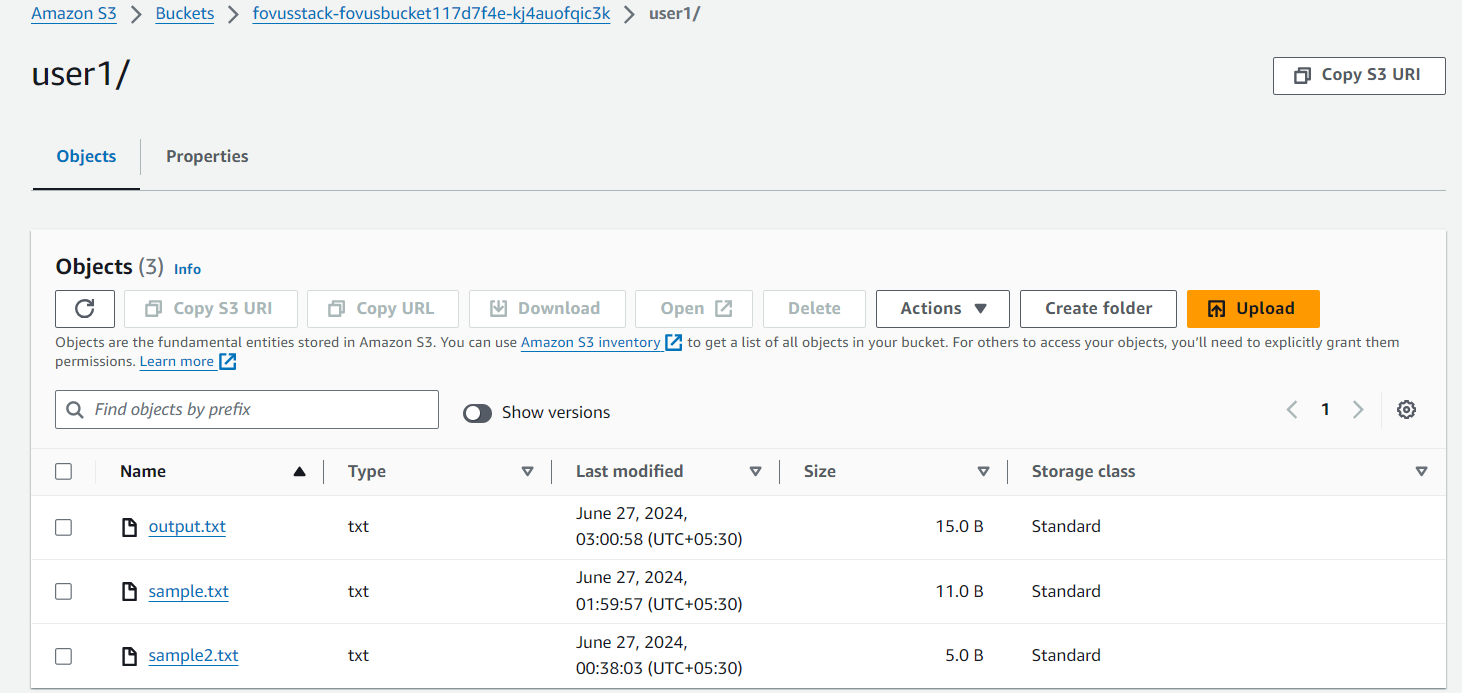 Amazon S3 > Buckets > fovusstack-fovusbucket117d7f4e-kj4auofqic3k > user1/
user1/
Copy S3 URI
Objects Properties
Objects (3) Info
Copy S3 URI Copy URL Download Open Delete Actions Create folder Upload
Objects are the fundamental entities stored in Amazon S3. You can use Amazon S3 inventory to get a list of all objects in your bucket. For others to access your objects, you’ll need to explicitly grant them
permissions. Learn more
Find objects by prefix Show versions 1
Name Type Last modified Size Storage class
output.txt txt June 27, 2024, 15.0 B Standard
03:00:58 (UTC+05:30)
sample.txt txt June 27, 2024, 11.0 B Standard
01:59:57 (UTC+05:30)
sample2.txt txt June 27, 2024, 5.0 B Standard
00:38:03 (UTC+05:30)